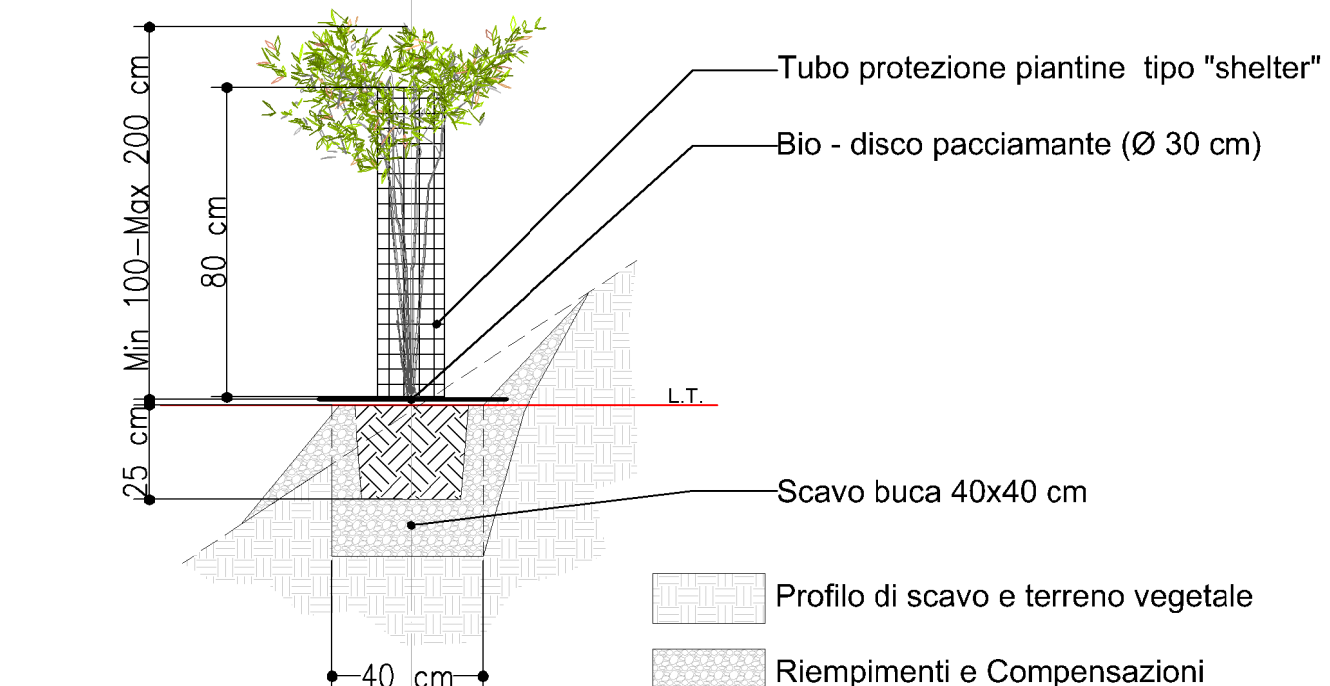 Tubo protezione piantine tipo "shelter"
Bio - disco pacciamante (Ø 30 cm)
Min 100-Max 200 cm
80 cm
L.T.
25 cm
Scavo buca 40x40 cm
Profilo di scavo e terreno vegetale
Riempimenti e Compensazioni
40 cm